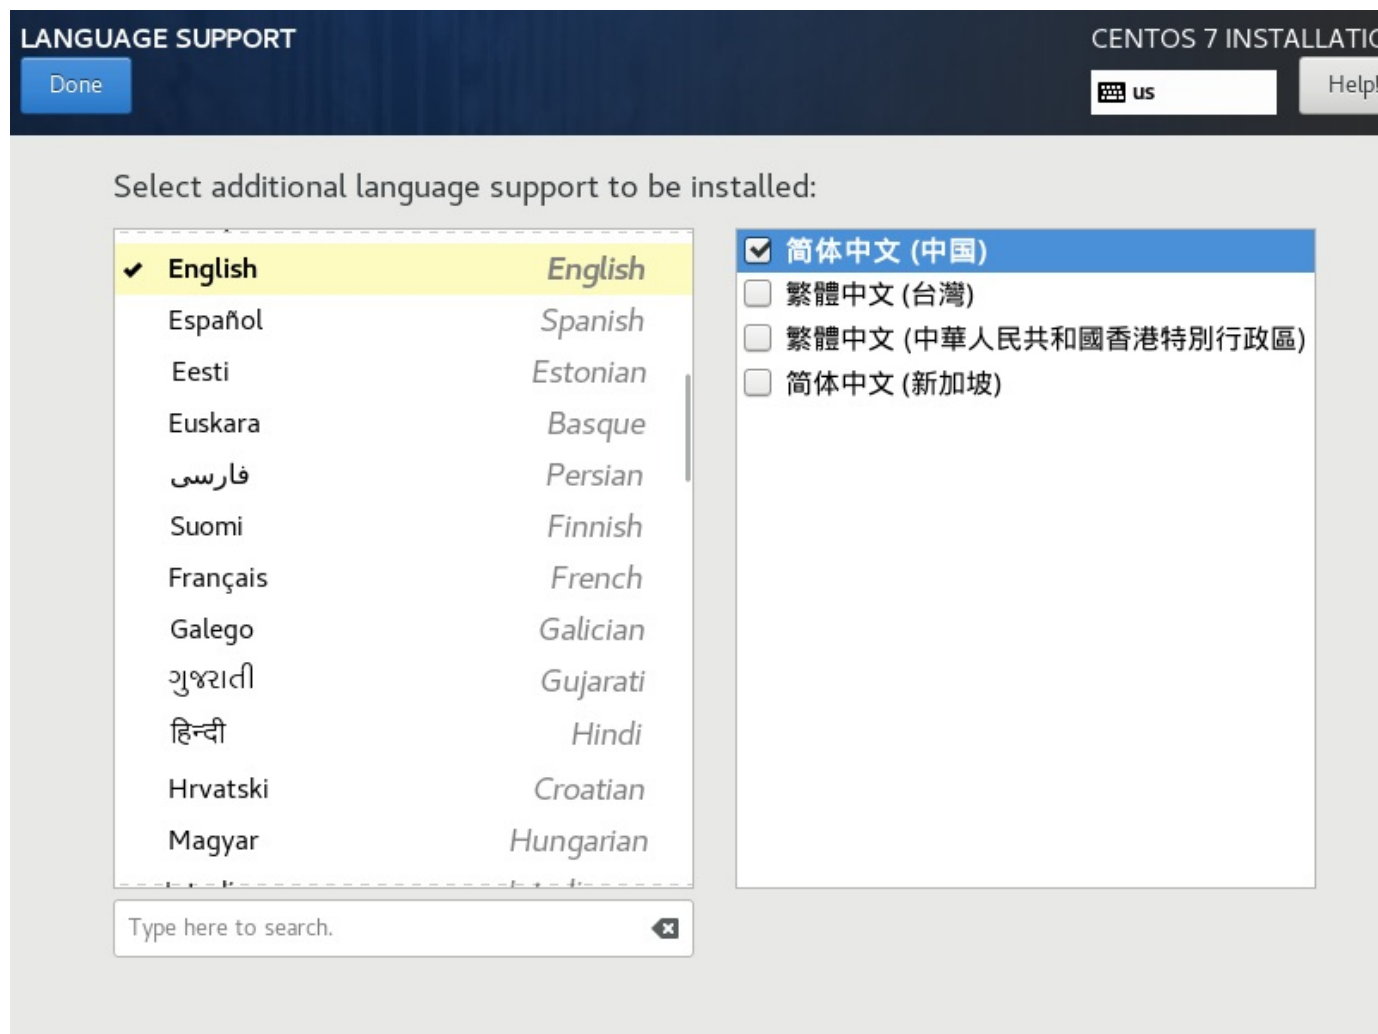 LANGUAGE SUPPORT
CENTOS 7 INSTALLATIO
Done
us
Help!
Select additional language support to be installed:
English English
Español Spanish
Eesti Estonian
Euskara Basque
فارسی Persian
Suomi Finnish
Français French
Galego Galician
ગુજરાતી Gujarati
हिन्दी Hindi
Hrvatski Croatian
Magyar Hungarian
Type here to search.
简体中文 (中国)
繁體中文 (台灣)
繁體中文 (中華人民共和國香港特別行政區)
简体中文 (新加坡)